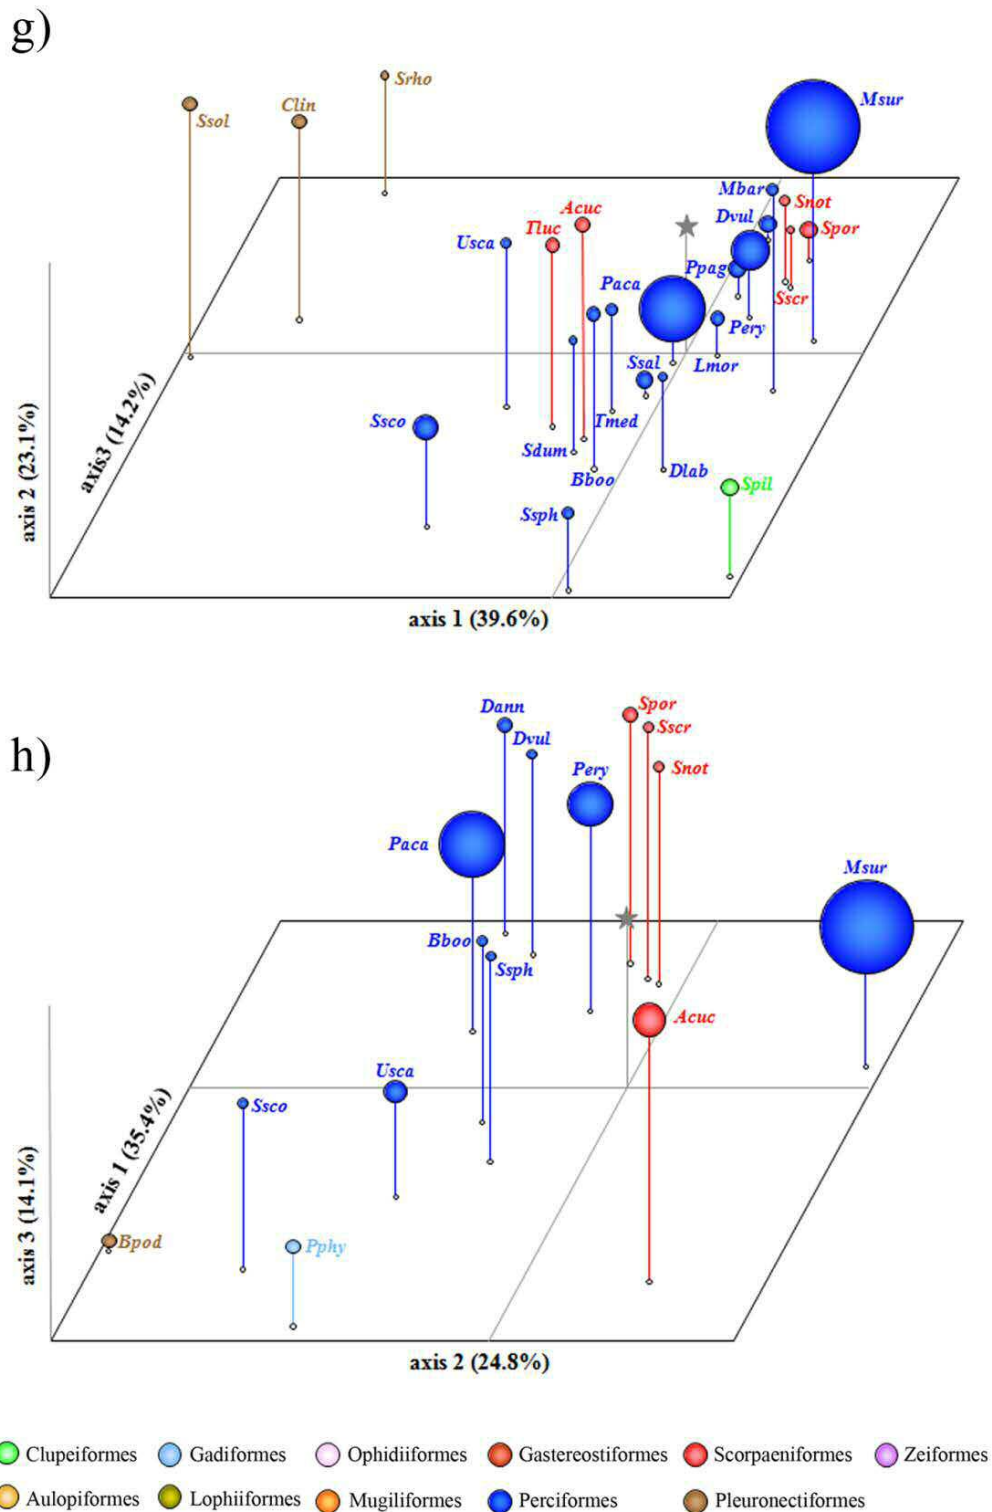 g)
Srho
Ssol
Clin
Msur
Mbar
Snot
Acuc
Dvul
Tluc
Spor
Usca
Ppag
Paca
Sscr
Pery
Ssal
Lmor
Ssco
Tmed
Sdum
Bboo
Dlab
Spil
Ssph
axis 2 (23.1%)
axis3 (14.2%)
axis 1 (39.6%)
h)
Dann
Spor
Sscr
Dvul
Pery
Snot
Paca
Msur
Bboo
Ssph
Acuc
Usca
Ssco
Bpod
Pphy
axis 3 (14.1%)
axis 1 (35.4%)
axis 2 (24.8%)
Clupeiformes Gadiformes Ophidiiformes Gastereostiformes Scorpaeniformes Zeiformes
Aulopiformes Lophiiformes Mugiliformes Perciformes Pleuronectiformes